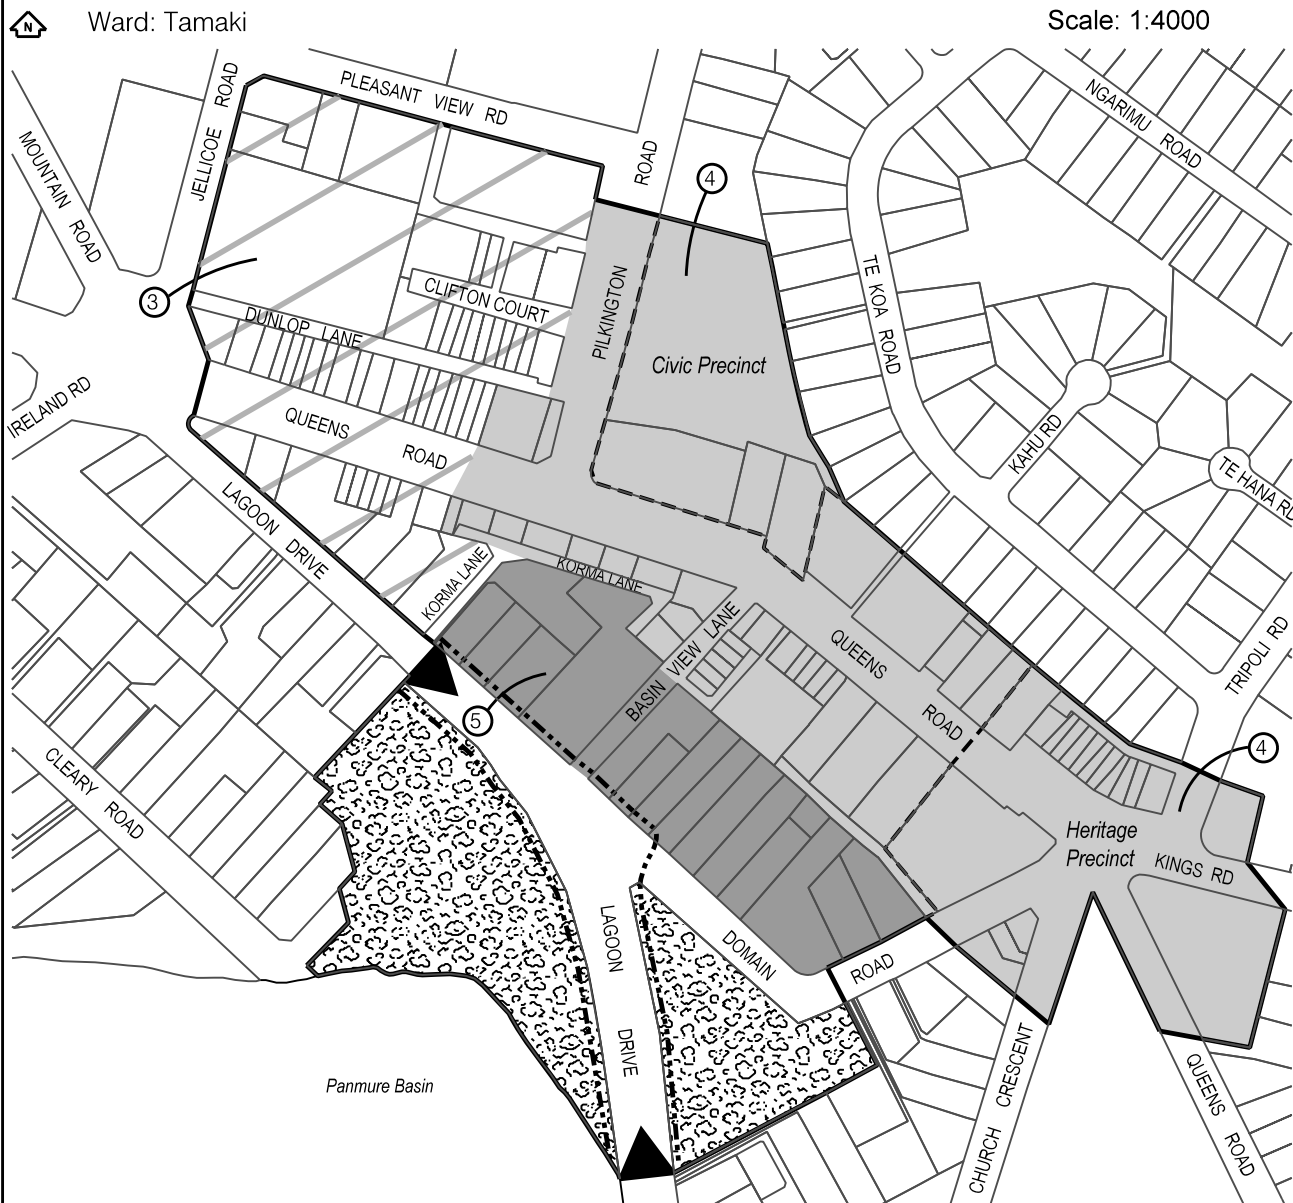 N
Ward: Tamaki
Scale: 1:4000
PLEASANT VIEW RD
JELLICOE ROAD
MOUNTAIN ROAD
ROAD
NGARIMU ROAD
4
3
TE KOA ROAD
CLIFTON COURT
DUNLOP LANE
PILKINGTON
Civic Precinct
IRELAND RD
QUEENS ROAD
KAHU RD
TE HANA RD
LAGOON DRIVE
KORMA LANE
KORMA LANE
BASIN VIEW LANE
QUEENS ROAD
TRIPOLI RD
5
4
CLEARY ROAD
Heritage
Precinct
KINGS RD
LAGOON DRIVE
DOMAIN ROAD
Panmure Basin
CHURCH CRESCENT
QUEENS ROAD